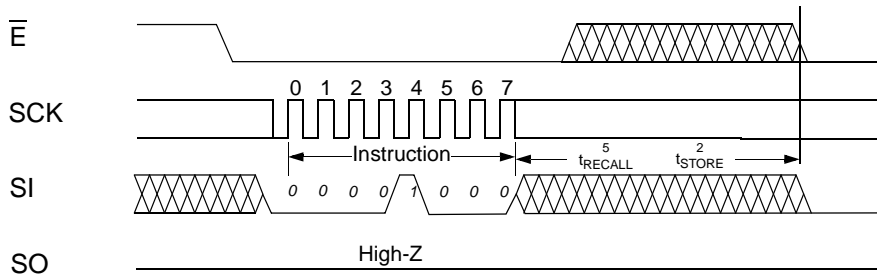 E̅
SCK
0 1 2 3 4 5 6 7
Instruction
5 2
tRECALL tSTORE
SI
0 0 0 0 1 0 0 0
High-Z
SO